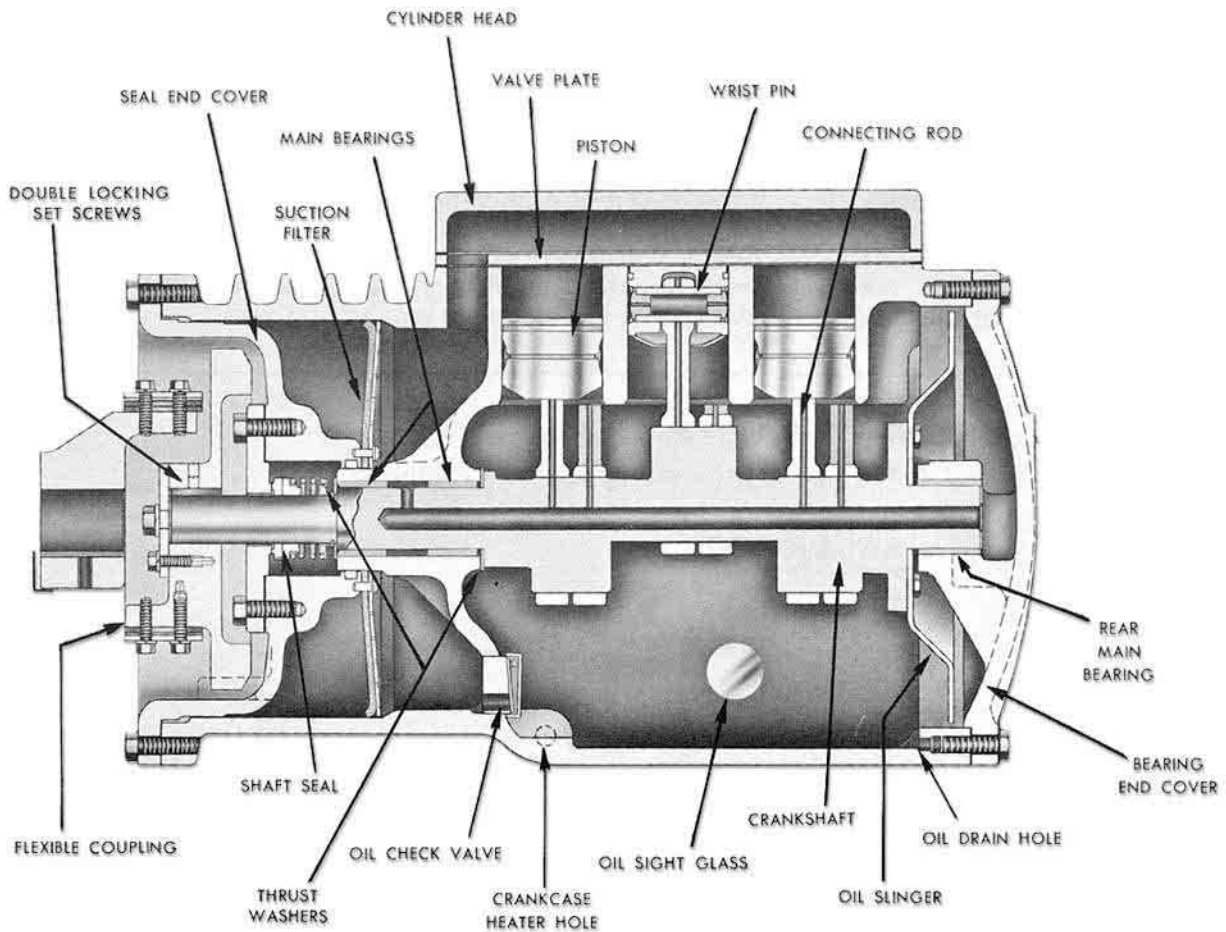 CYLINDER HEAD
VALVE PLATE
WRIST PIN
SEAL END COVER
MAIN BEARINGS
PISTON
CONNECTING ROD
DOUBLE LOCKING
SET SCREWS
SUCTION
FILTER
REAR
MAIN
BEARING
SHAFT SEAL
BEARING
END COVER
CRANKSHAFT
OIL DRAIN HOLE
FLEXIBLE COUPLING
OIL CHECK VALVE
OIL SIGHT GLASS
THRUST
WASHERS
CRANKCASE
HEATER HOLE
OIL SLINGER